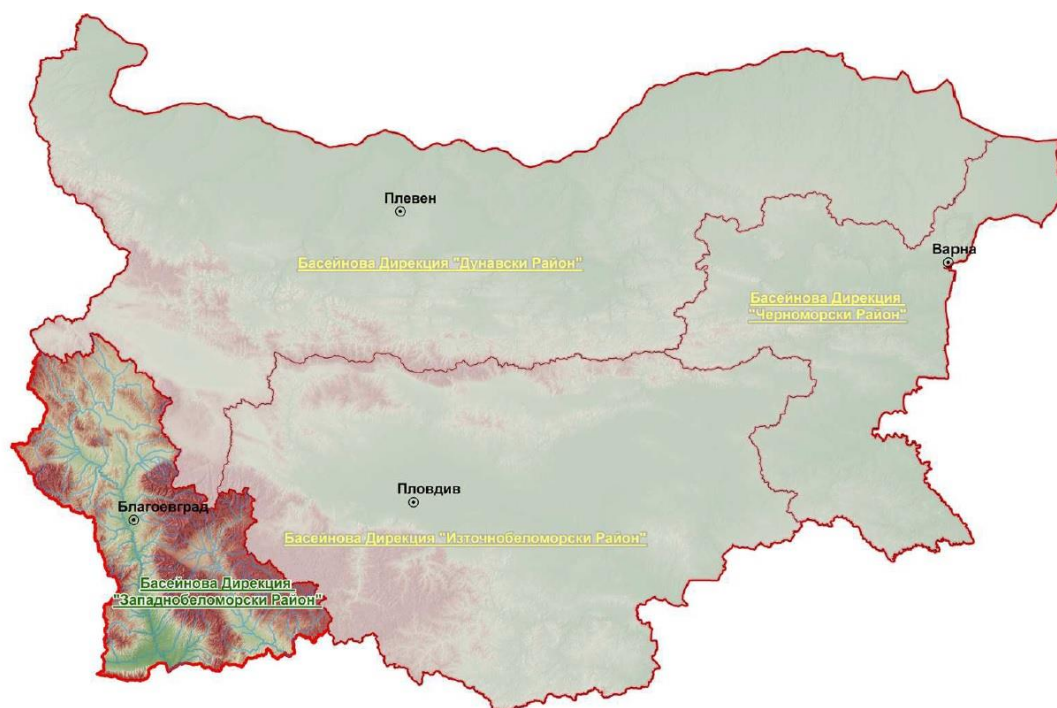 Плевен
Басейнова Дирекция "Дунавски Район"
Варна
Басейнова Дирекция
"Черноморски Район"
Пловдив
Благоевград
Басейнова Дирекция "Източнобеломорски Район"
Басейнова Дирекция
"Западнобеломорски Район"